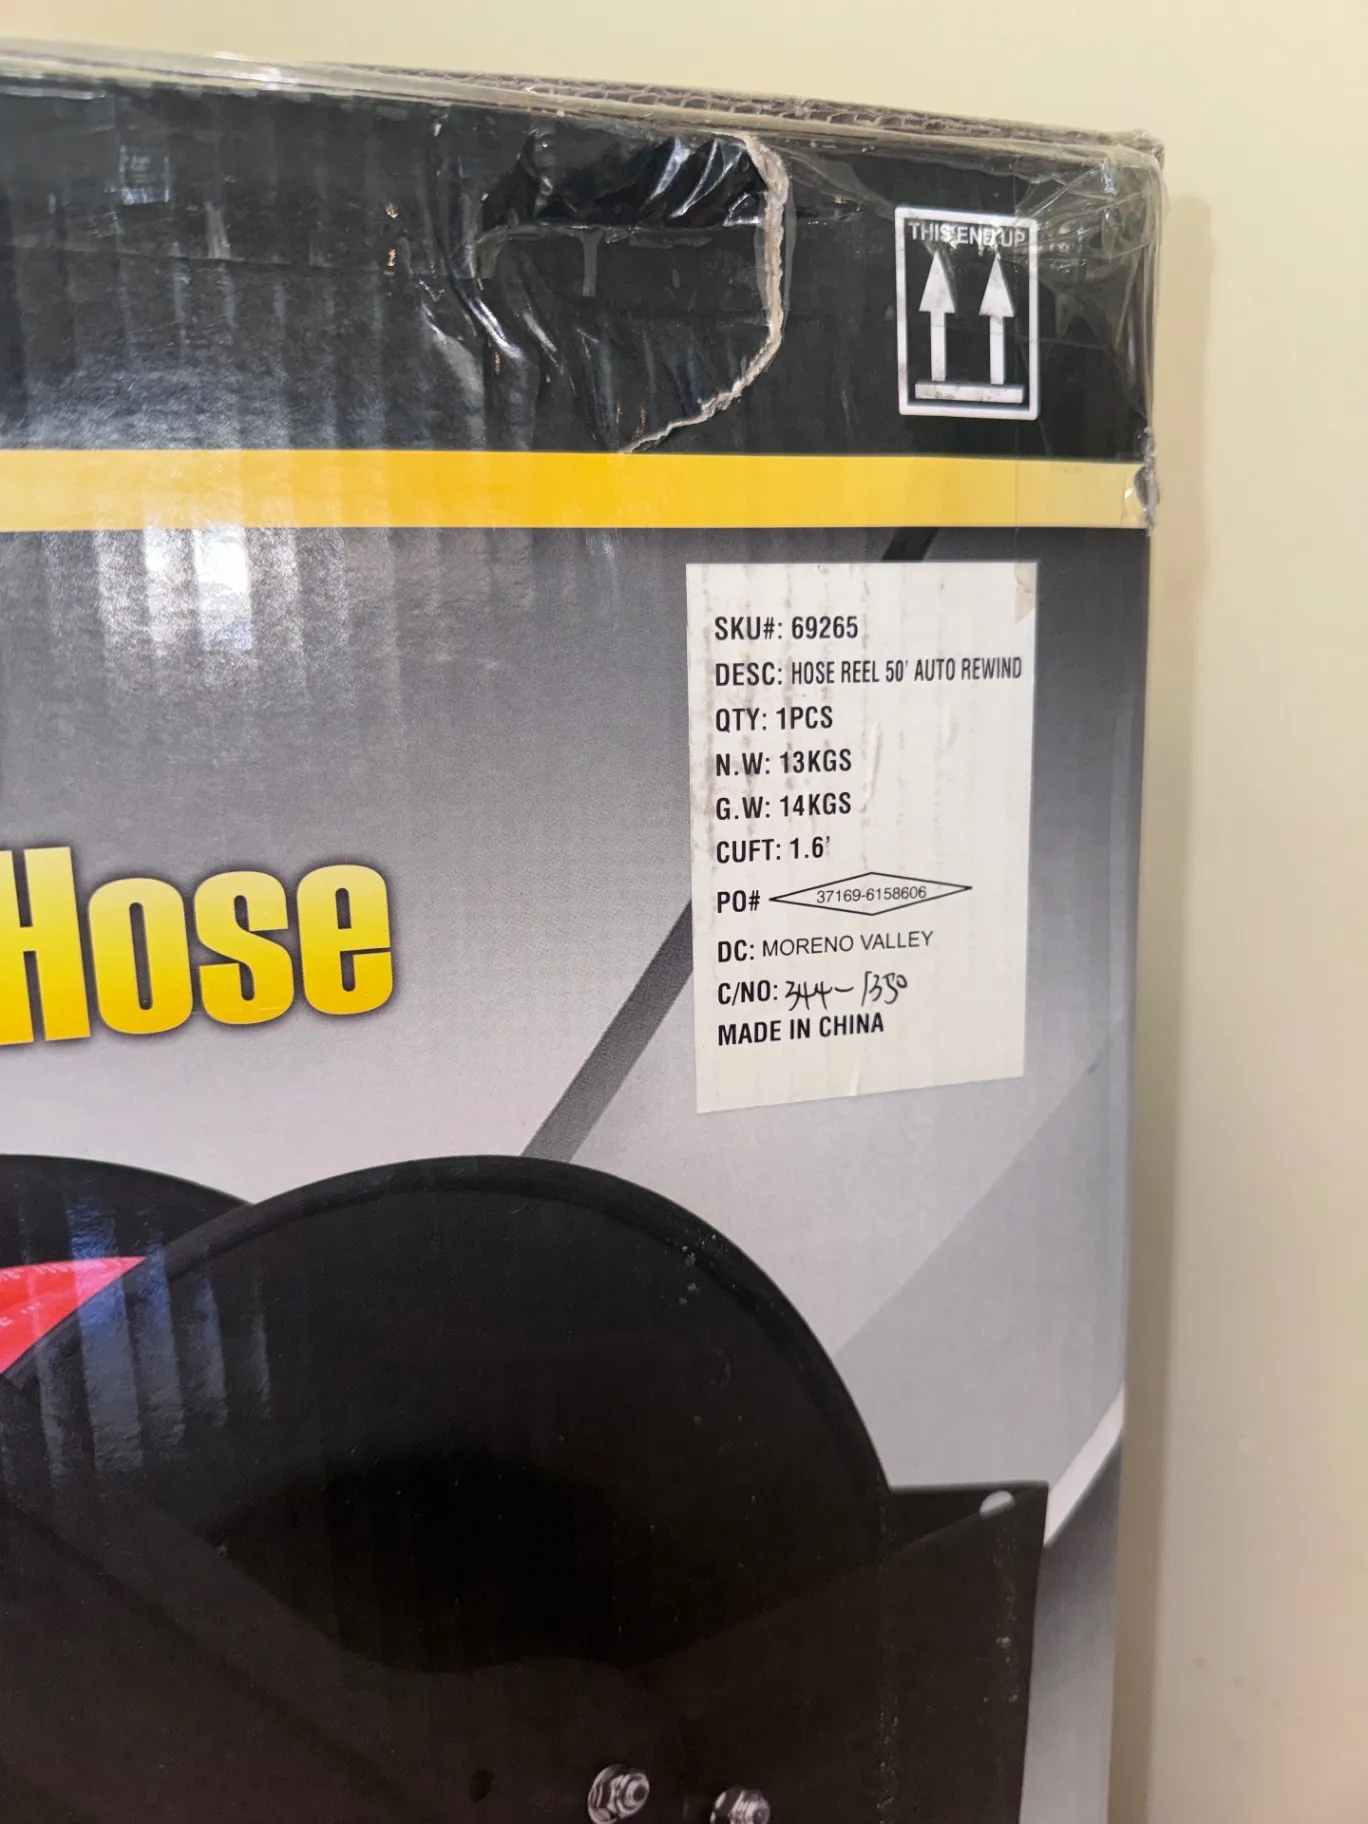 THIS END UP
SKU#: 69265
DESC: HOSE REEL 50' AUTO REWIND
QTY: 1PCS
N.W: 13KGS
G.W: 14KGS
CUFT: 1.6'
PO# 37169-6158606
DC: MORENO VALLEY
C/NO: 344-1350
MADE IN CHINA
Hose